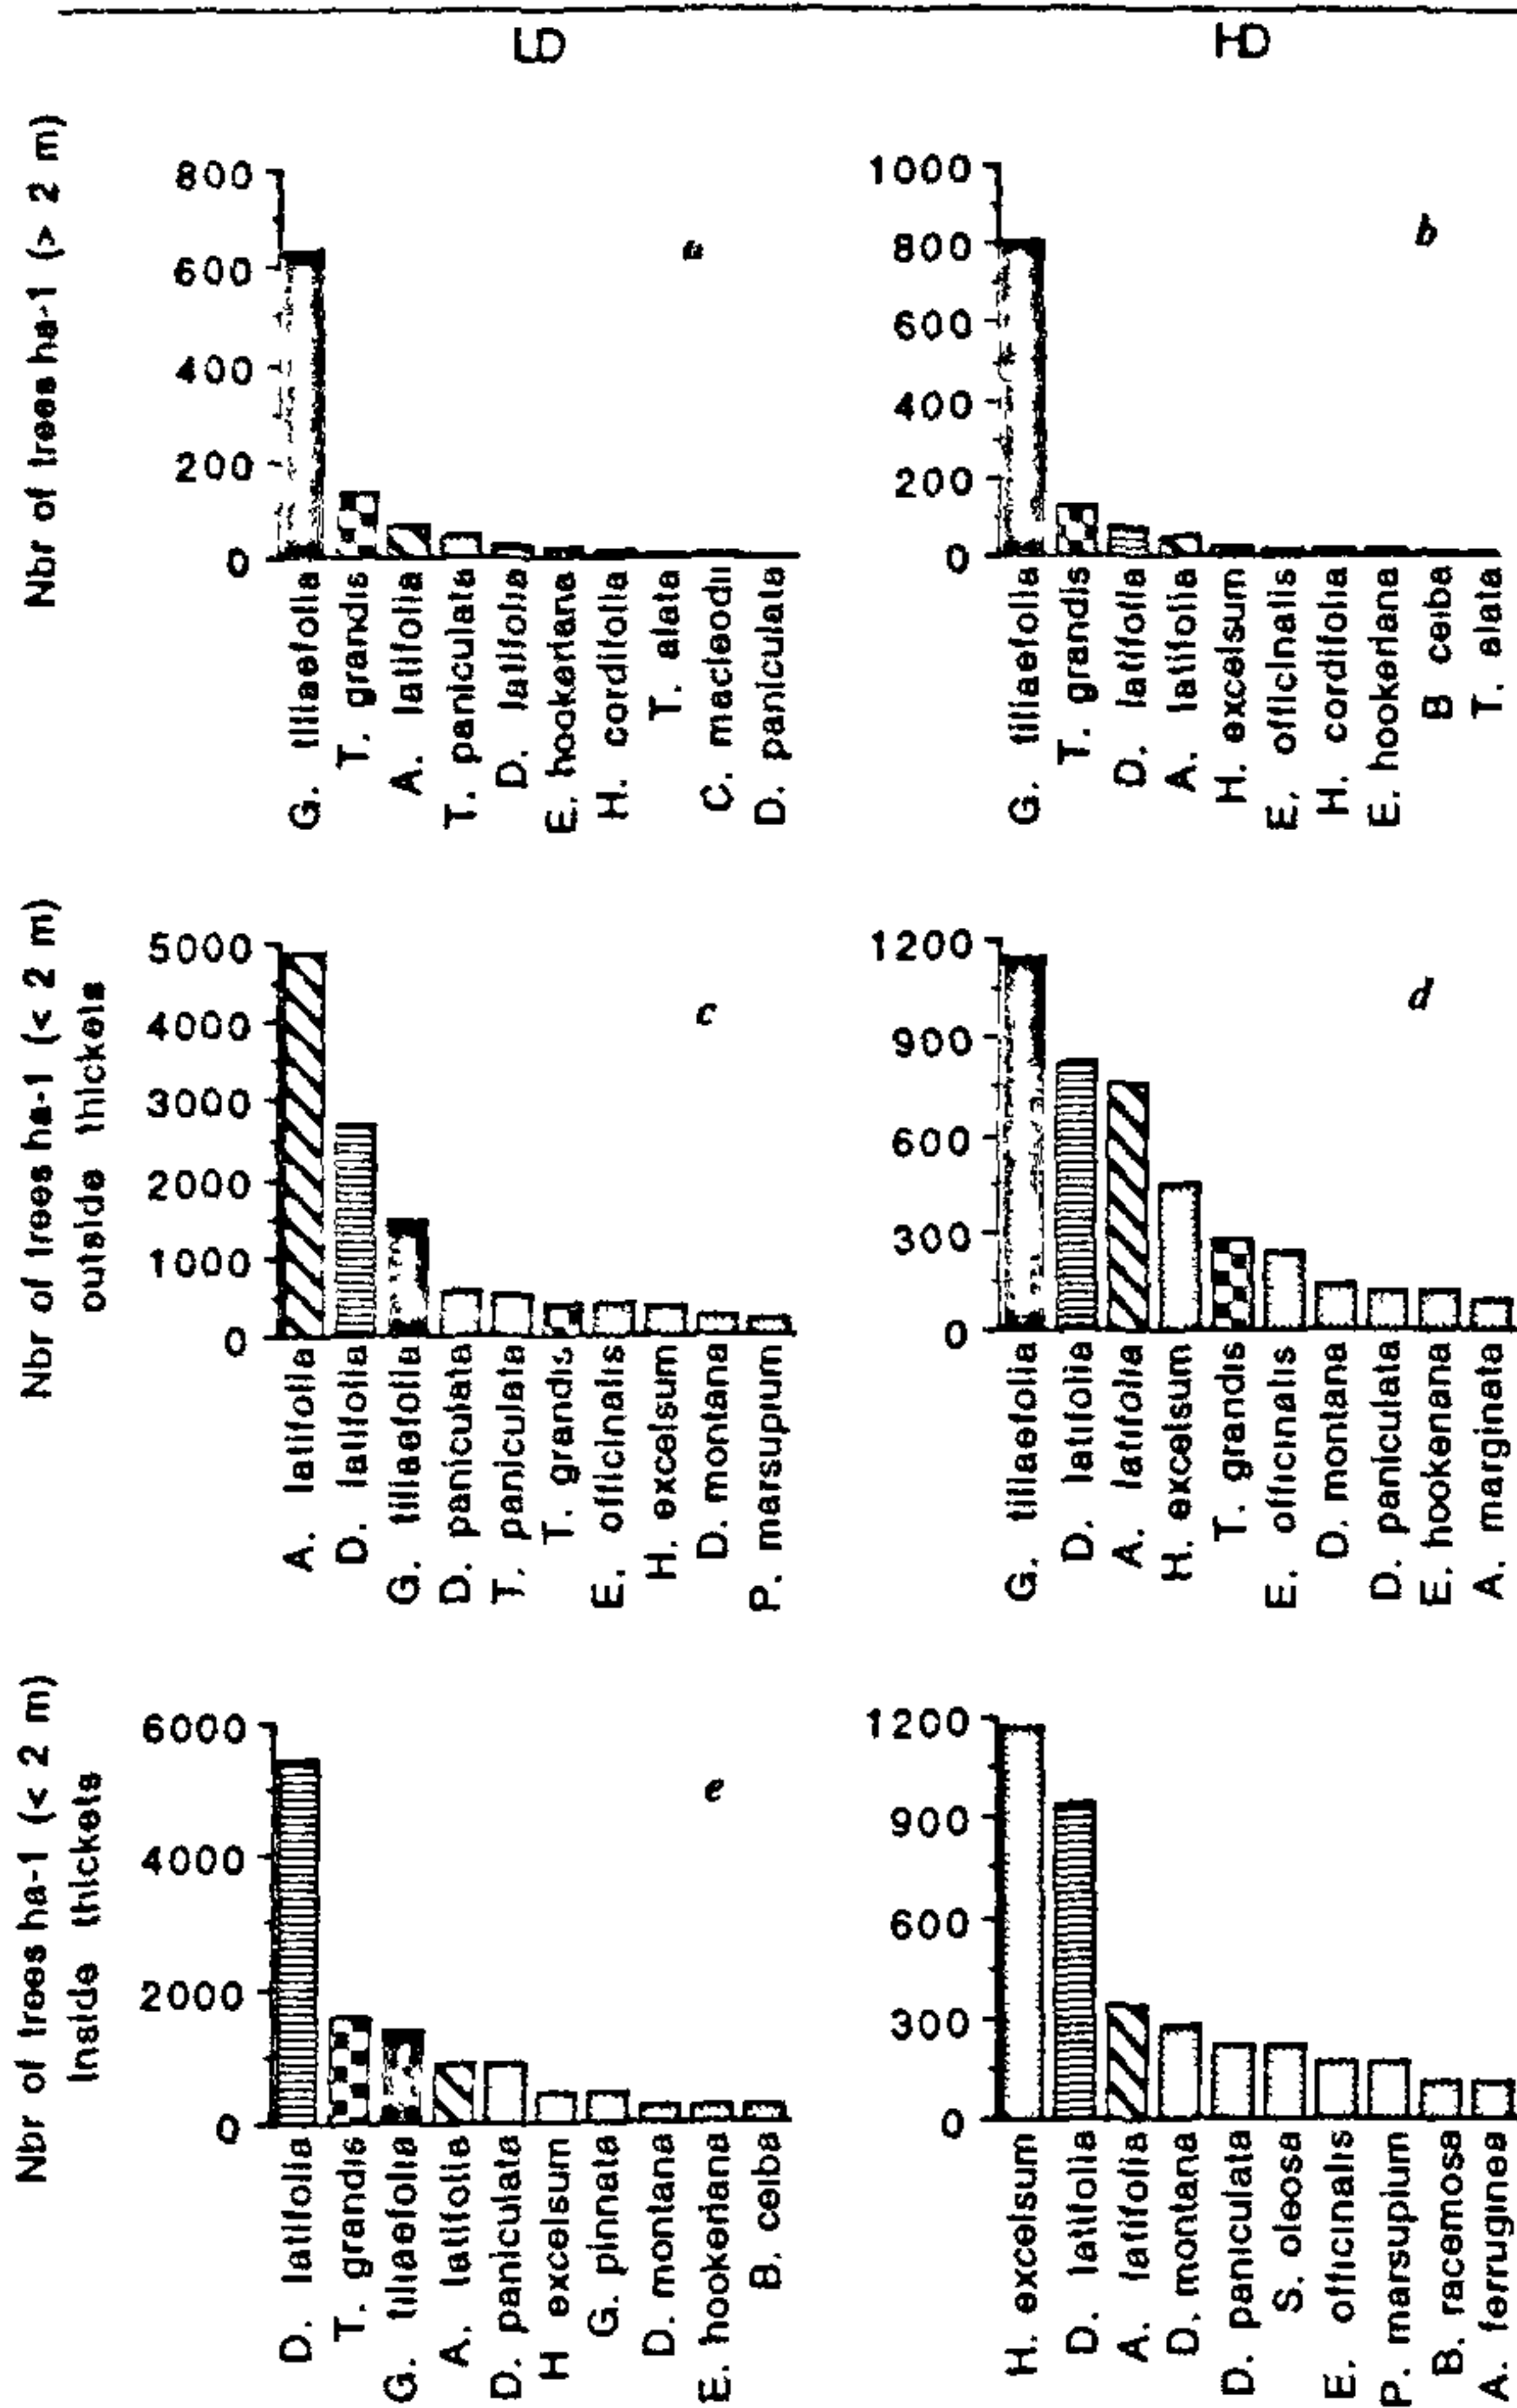 LD HD
Nbr of trees ha-1 (> 2 m)
800
600
400
200
0
a
G. tiliaefolia
T. grandis
A. latifolia
T. paniculata
D. latifolia
E. hookeriana
H. cordifolia
T. alata
C. macleodii
D. paniculata
1000
800
600
400
200
0
b
G. tiliaefolia
T. grandis
D. latifolia
A. latifolia
H. excelsum
E. officinalis
H. cordifolia
E. hookeriana
B ceiba
T. alata
Nbr of trees ha-1 (< 2 m)
outside thickets
5000
4000
3000
2000
1000
0
c
A. latifolia
D. latifolia
G. tiliaefolia
D. paniculata
T. paniculata
T. grandis
E. officinalis
H. excelsum
D. montana
P. marsupium
1200
900
600
300
0
d
G. tiliaefolia
D. latifolia
A. latifolia
H. excelsum
T. grandis
E. officinalis
D. montana
D. paniculata
E. hookeriana
A. marginata
Nbr of trees ha-1 (< 2 m)
Inside thickets
6000
4000
2000
0
e
D. latifolia
T. grandis
G. tiliaefolia
A. latifolia
D. paniculata
H excelsum
G. pinnata
D. montana
E. hookeriana
B. ceiba
1200
900
600
300
0
H. excelsum
D. latifolia
A. latifolia
D. montana
D. paniculata
S. oleosa
E. officinalis
P. marsupium
B. racemosa
A. ferruginea